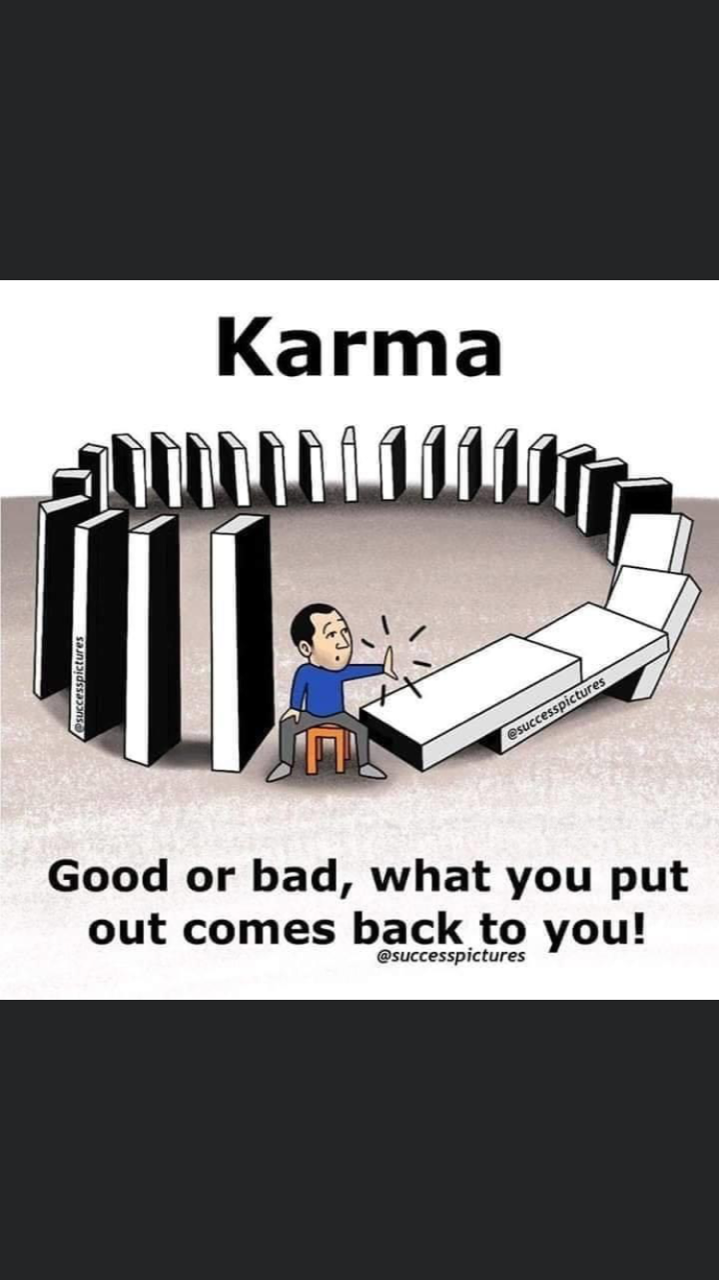 Karma
@successpictures
@successpictures
Good or bad, what you put
out comes back to you!
@successpictures